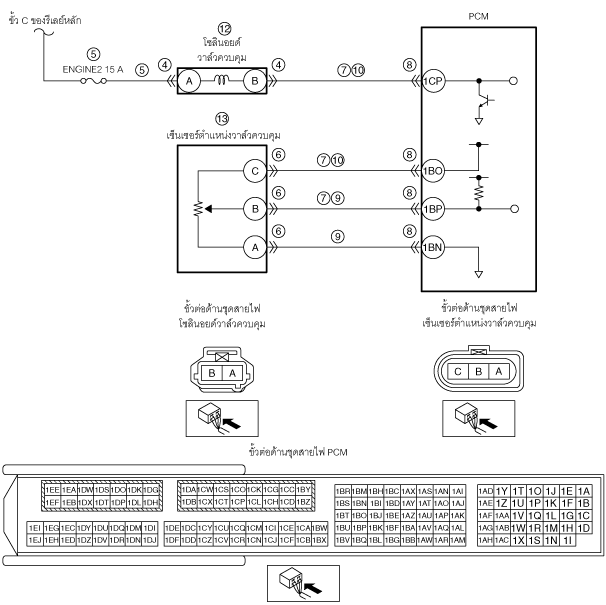 ขั้ว C ของรีเลย์หลัก
⑤
ENGINE2 15 A
⑤
④
⑫
โซลินอยด์
วาล์วควบคุม
A
B
④
⑦⑩
⑧
PCM
1CP
⑬
เซ็นเซอร์ตำแหน่งวาล์วควบคุม
C
⑥
⑦⑩
⑧
1BO
B
⑥
⑦⑨
⑧
1BP
A
⑥
⑨
⑧
1BN
ขั้วต่อด้านชุดสายไฟ
โซลินอยด์วาล์วควบคุม
B A
ขั้วต่อด้านชุดสายไฟ
เซ็นเซอร์ตำแหน่งวาล์วควบคุม
C B A
ขั้วต่อด้านชุดสายไฟ PCM
1EE 1EA 1DW 1DS 1DO 1DK 1DG
1EF 1EB 1DX 1DT 1DP 1DL 1DH
1EI 1EG 1EC 1DY 1DU 1DQ 1DM 1DI
1EJ 1EH 1ED 1DZ 1DV 1DR 1DN 1DJ
1DA 1CW 1CS 1CO 1CK 1CG 1CC 1BY
1DB 1CX 1CT 1CP 1CL 1CH 1CD 1BZ
1DE 1DC 1CY 1CU 1CQ 1CM 1CI 1CE 1CA 1BW
1DF 1DD 1CZ 1CV 1CR 1CN 1CJ 1CF 1CB 1BX
1BR 1BM 1BH 1BC 1AX 1AS 1AN 1AI
1BS 1BN 1BI 1BD 1AY 1AT 1AO 1AJ
1BT 1BO 1BJ 1BE 1AZ 1AU 1AP 1AK
1BU 1BP 1BK 1BF 1BA 1AV 1AQ 1AL
1BV 1BQ 1BL 1BG 1BB 1AW 1AR 1AM
1AD 1Y 1T 1O 1J 1E 1A
1AE 1Z 1U 1P 1K 1F 1B
1AF 1AA 1V 1Q 1L 1G 1C
1AG 1AB 1W 1R 1M 1H 1D
1AH 1AC 1X 1S 1N 1I